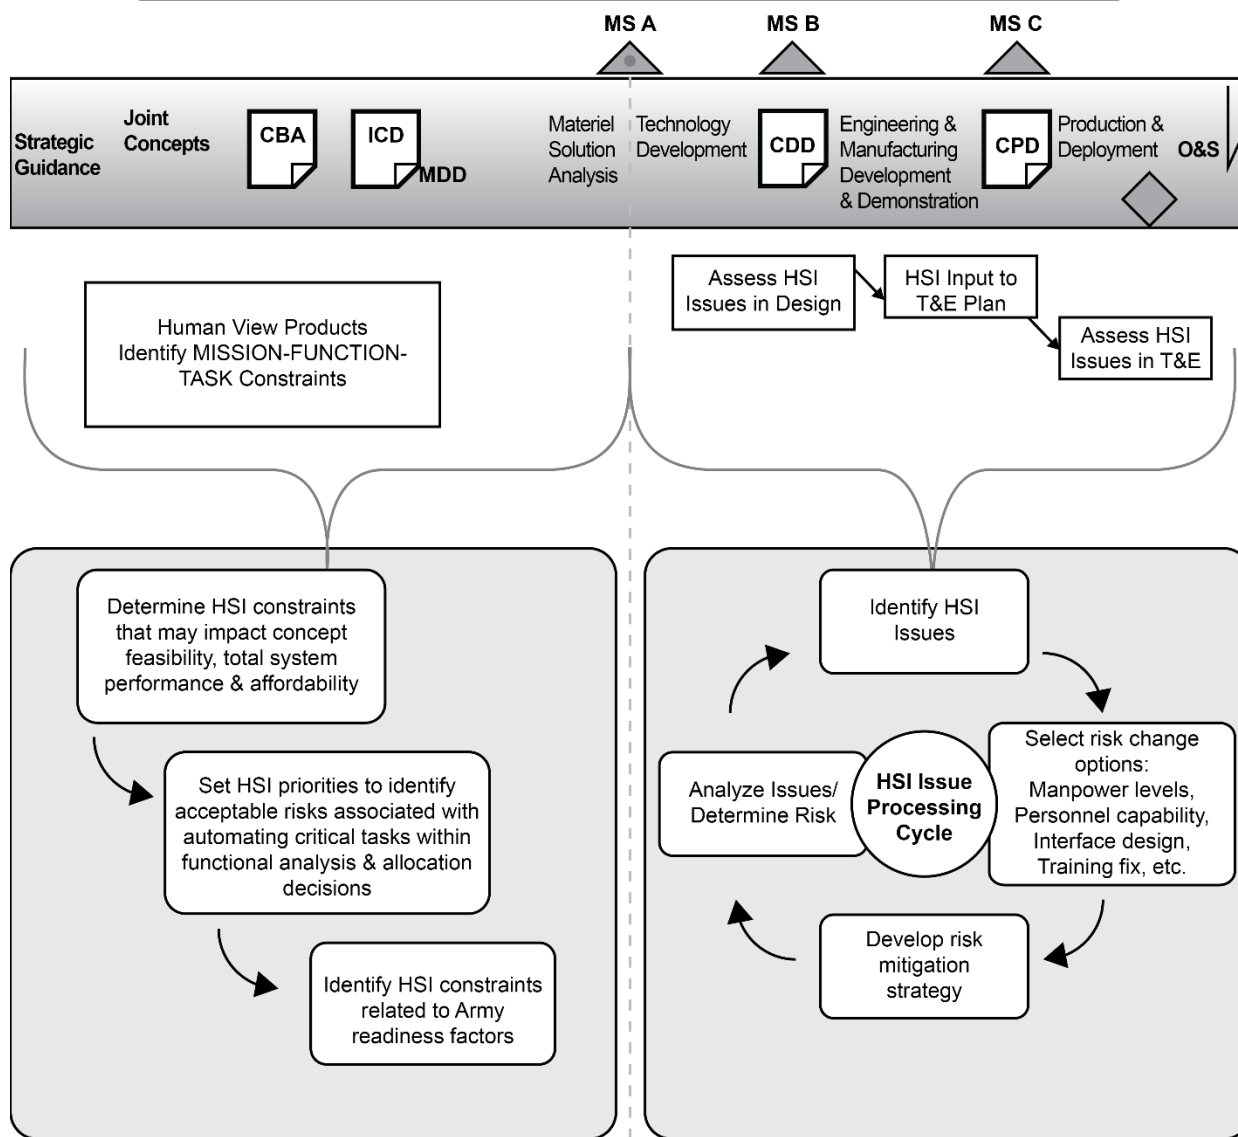 MS A
MS B
MS C
Strategic
Guidance
Joint
Concepts
CBA
ICD
MDD
Materiel
Solution
Analysis
Technology
Development
CDD
Engineering &
Manufacturing
Development
& Demonstration
CPD
Production &
Deployment
O&S
Human View Products
Identify MISSION-FUNCTION-
TASK Constraints
Assess HSI
Issues in Design
HSI Input to
T&E Plan
Assess HSI
Issues in T&E
Determine HSI constraints
that may impact concept
feasibility, total system
performance & affordability
Set HSI priorities to identify
acceptable risks associated with
automating critical tasks within
functional analysis & allocation
decisions
Identify HSI constraints
related to Army
readiness factors
Identify HSI
Issues
Select risk change
options:
Manpower levels,
Personnel capability,
Interface design,
Training fix, etc.
Develop risk
mitigation
strategy
Analyze Issues/
Determine Risk
HSI Issue
Processing
Cycle